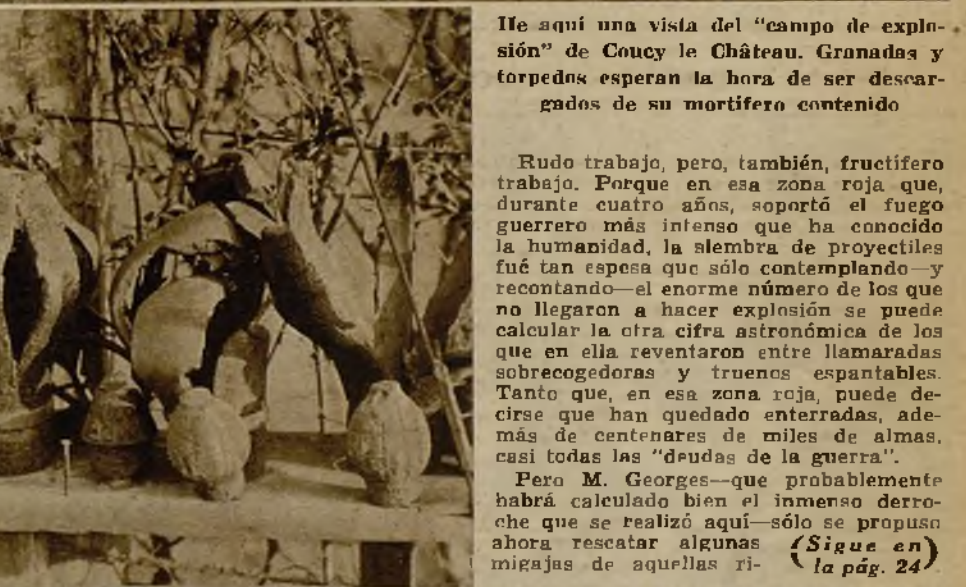 He aquí una vista del "campo de explo-
sión" de Coucy le Château. Granadas y
torpedos esperan la hora de ser descar-
gados de su mortífero contenido
Rudo trabajo, pero, también, fructífero
trabajo. Porque en esa zona roja que,
durante cuatro años, soportó el fuego
guerrero más intenso que ha conocido
la humanidad, la siembra de proyectiles
fué tan espesa que sólo contemplando—y
recontando—el enorme número de los que
no llegaron a hacer explosión se puede
calcular la otra cifra astronómica de los
que en ella reventaron entre llamaradas
sobrecogedoras y truenos espantables.
Tanto que, en esa zona roja, puede de-
cirse que han quedado enterradas, ade-
más de centenares de miles de almas,
casi todas las "deudas de la guerra".
Pero M. Georges—que probablemente
habrá calculado bien el inmenso derro-
che que se realizó aquí—sólo se propuso
ahora rescatar algunas
migajas de aquellas ri-
(Sigue en
la pág. 24)